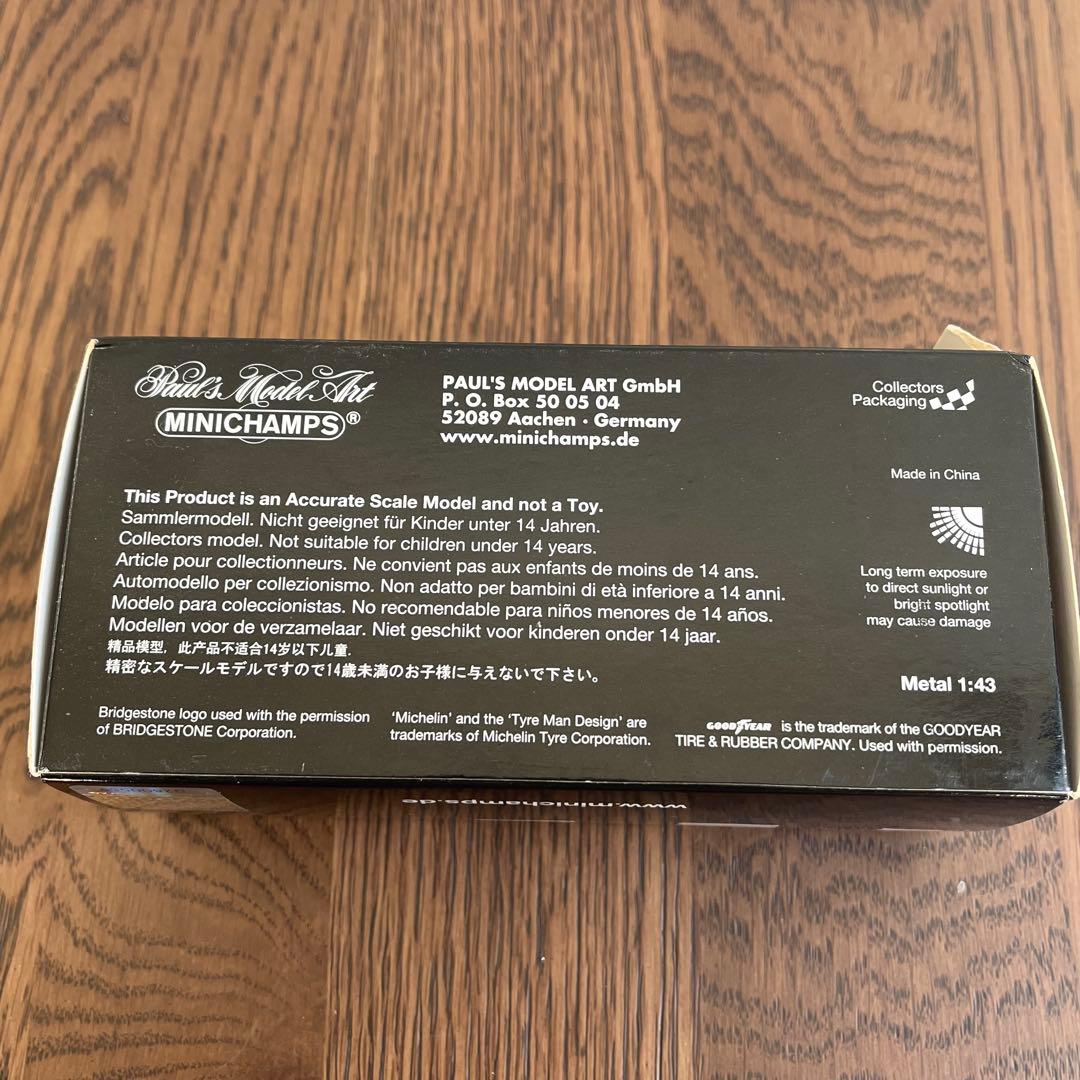 Paul's Model Art
MINICHAMPS®
PAUL'S MODEL ART GmbH
P. O. Box 50 05 04
52089 Aachen · Germany
www.minichamps.de
Collectors
Packaging
Made in China
This Product is an Accurate Scale Model and not a Toy.
Sammlermodell. Nicht geeignet für Kinder unter 14 Jahren.
Collectors model. Not suitable for children under 14 years.
Article pour collectionneurs. Ne convient pas aux enfants de moins de 14 ans.
Automodello per collezionismo. Non adatto per bambini di età inferiore a 14 anni.
Modelo para coleccionistas. No recomendable para niños menores de 14 años.
Modellen voor de verzamelaar. Niet geschikt voor kinderen onder 14 jaar.
精品模型，此产品不适合14岁以下儿童.
精密なスケールモデルですので14歳未満のお子様に与えないで下さい。
Long term exposure
to direct sunlight or
bright spotlight
may cause damage
Metal 1:43
Bridgestone logo used with the permission
of BRIDGESTONE Corporation.
'Michelin' and the 'Tyre Man Design' are
trademarks of Michelin Tyre Corporation.
GOODYEAR is the trademark of the GOODYEAR
TIRE & RUBBER COMPANY. Used with permission.
www.minichamps.de